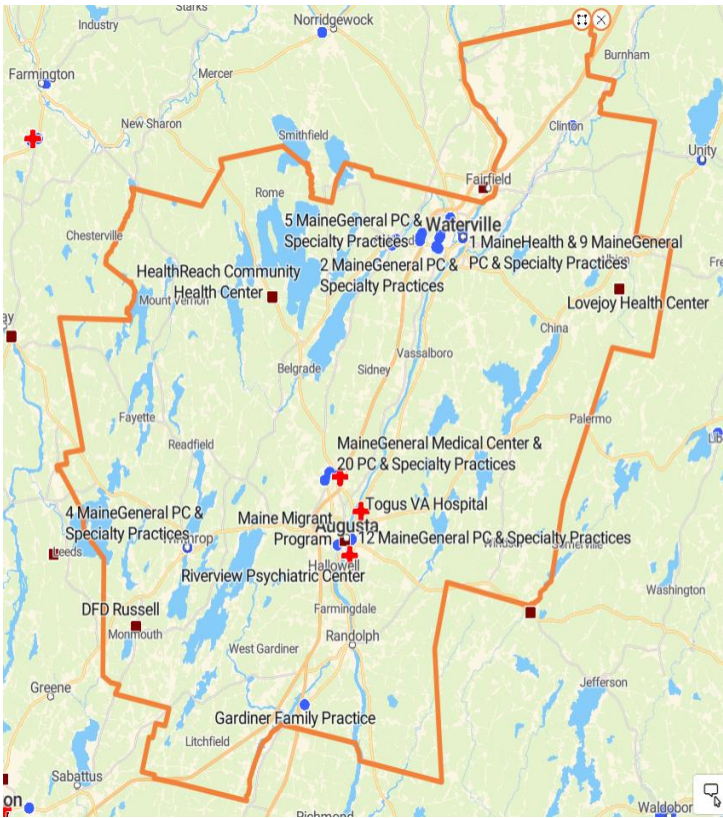 Starks
Industry
Norridgewock
Burnham
Farmington
Mercer
New Sharon
Clinton
Smithfield
Unity
Fairfield
Rome
5 MaineGeneral PC &
Specialty Practices
Waterville
Chesterville
1 MaineHealth & 9 MaineGeneral
PC & Specialty Practices
2 MaineGeneral PC &
Specialty Practices
HealthReach Community
Health Center
Mount Vernon
Lovejoy Health Center
China
Vassalboro
Belgrade
Sidney
Fayette
Palermo
Readfield
MaineGeneral Medical Center &
20 PC & Specialty Practices
Togus VA Hospital
4 MaineGeneral PC &
Specialty Practices
Maine Migrant
Program
Augusta
12 MaineGeneral PC & Specialty Practices
Winthrop
Windsor
Somerville
Leeds
Hallowell
Riverview Psychiatric Center
Washington
DFD Russell
Farmingdale
Monmouth
Randolph
West Gardiner
Jefferson
Greene
Gardiner Family Practice
Litchfield
Sabattus
on
Richmond
Waldobor